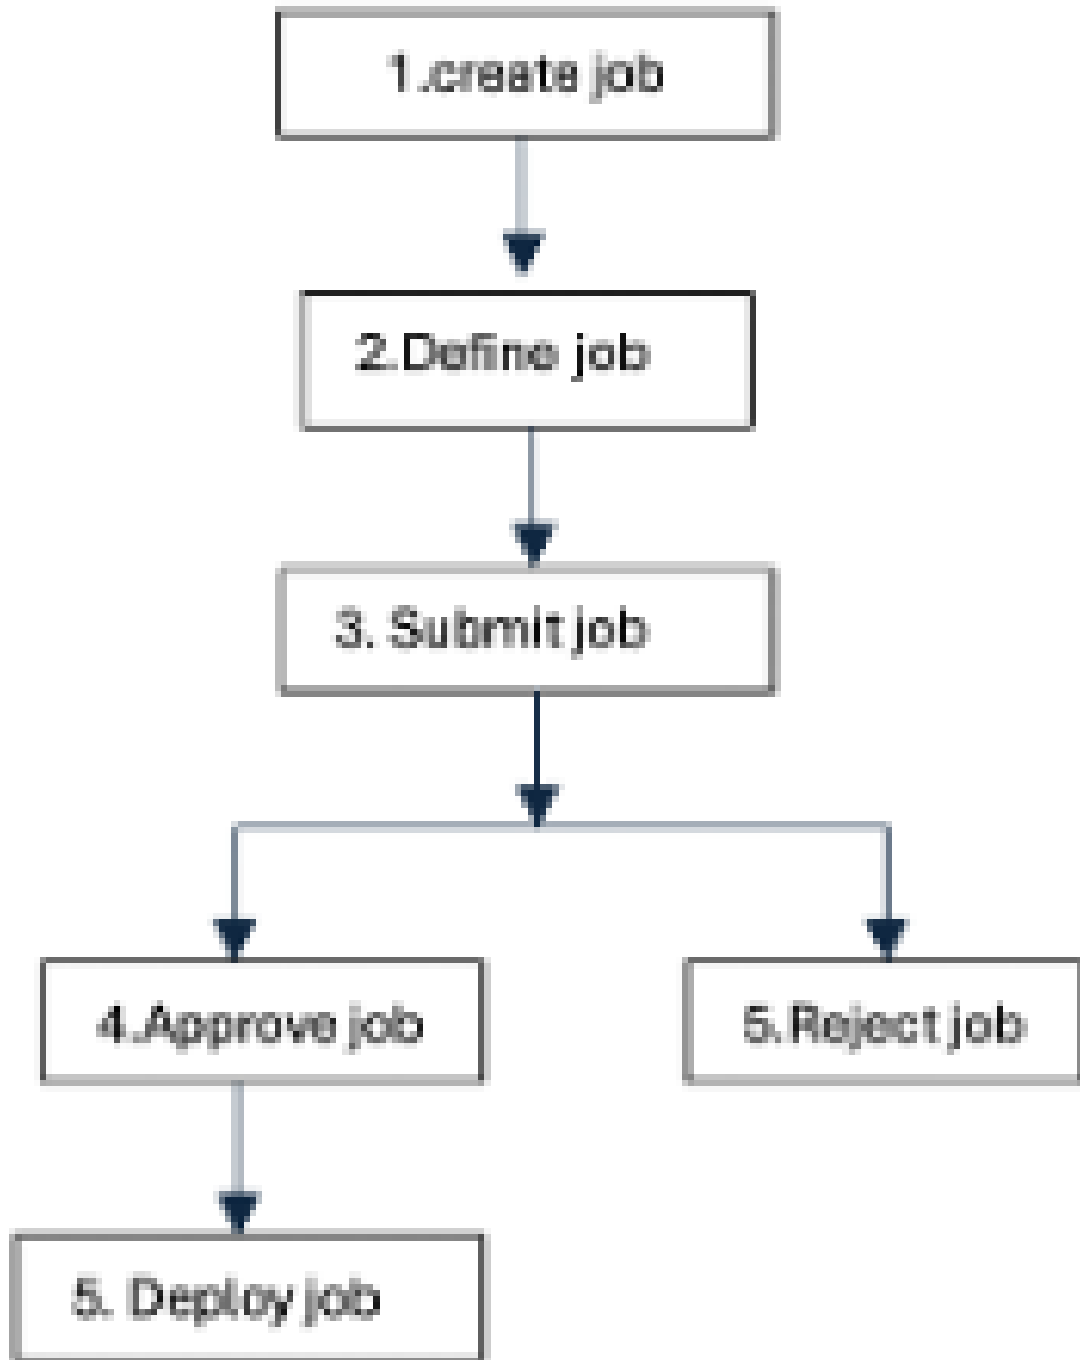 1.create job
2.Define job
3. Submit job
4.Approve job
5.Reject job
5. Deploy job